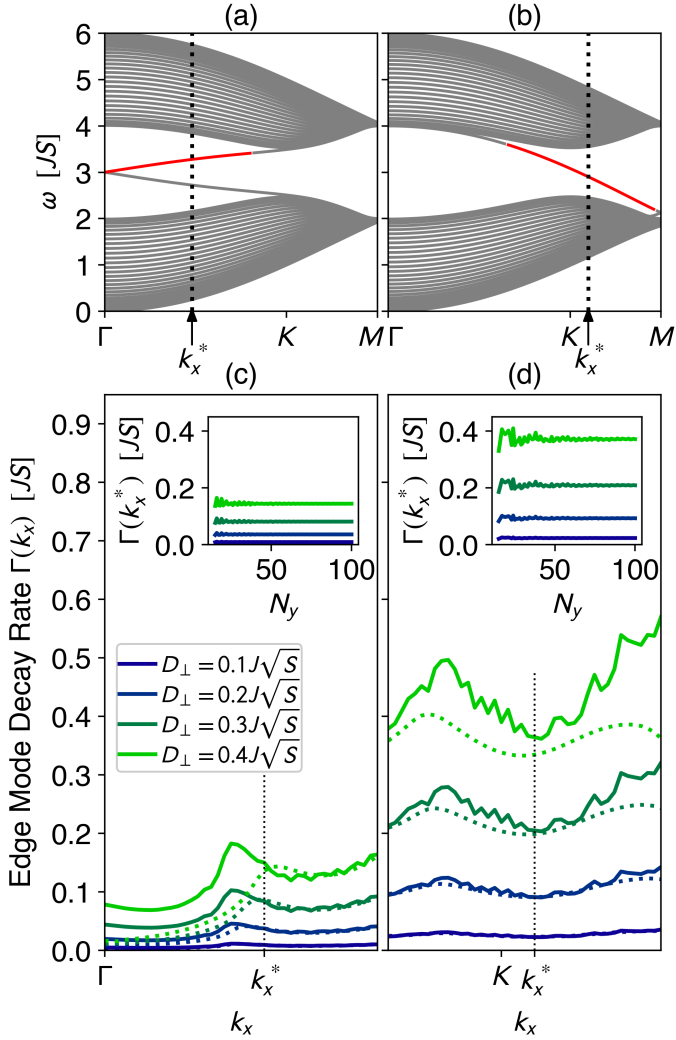 (a) (b)
6
5
4
3
2
1
0
ω [JS]
Γ K M Γ K M
k_x^* k_x^*
(c) (d)
0.9
0.8
0.7
0.6
0.5
0.4
0.3
0.2
0.1
0.0
Edge Mode Decay Rate Γ(k_x) [JS]
0.4
0.2
0.0
Γ(k_x^*) [JS]
50 100
N_y
0.4
0.2
0.0
Γ(k_x^*) [JS]
50 100
N_y
D_⊥ = 0.1J√S
D_⊥ = 0.2J√S
D_⊥ = 0.3J√S
D_⊥ = 0.4J√S
Γ k_x^* K k_x^*
k_x k_x